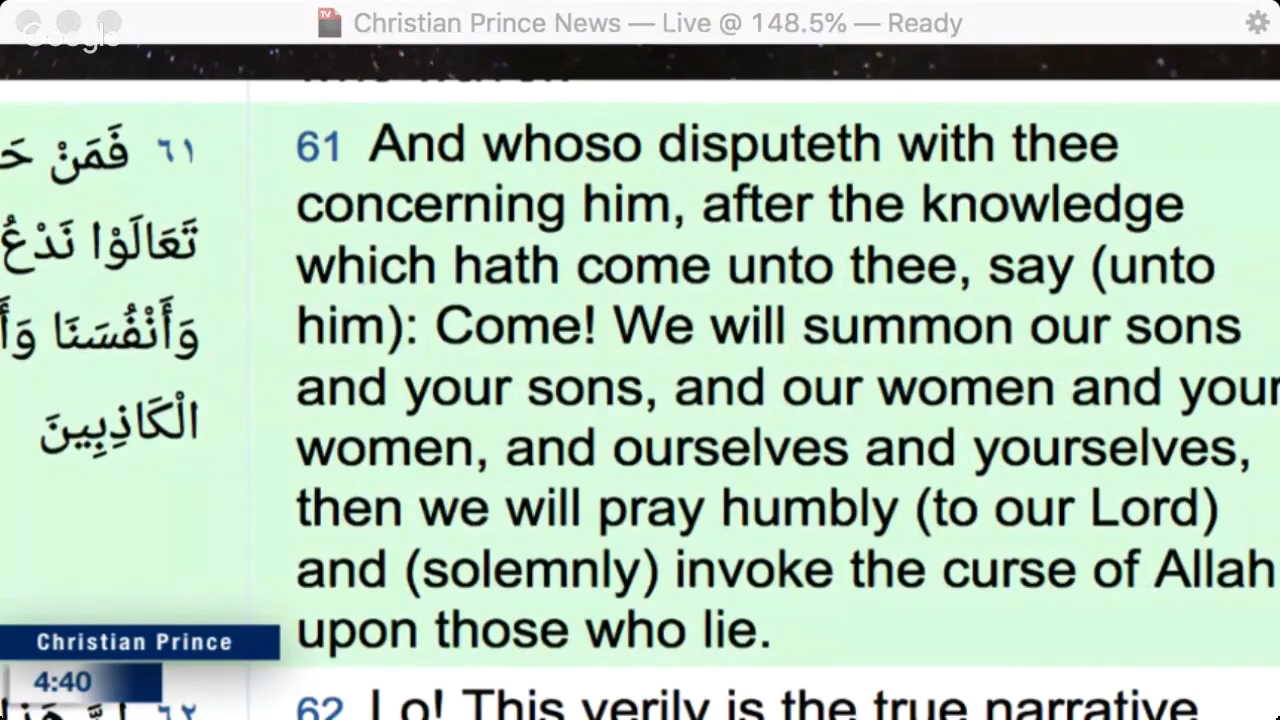 Christian Prince News — Live @ 148.5% — Ready
Google
٦١ فَمَنْ
61 And whoso disputeth with thee
concerning him, after the knowledge
تَعَالَوْا نَدْعُ
which hath come unto thee, say (unto
him): Come! We will summon our sons
وَأَنْفُسَنَا
and your sons, and our women and your
الْكَاذِبِينَ
women, and ourselves and yourselves,
then we will pray humbly (to our Lord)
and (solemnly) invoke the curse of Allah
upon those who lie.
Christian Prince
4:40
٦٢
62 Lo! This verily is the true narrative